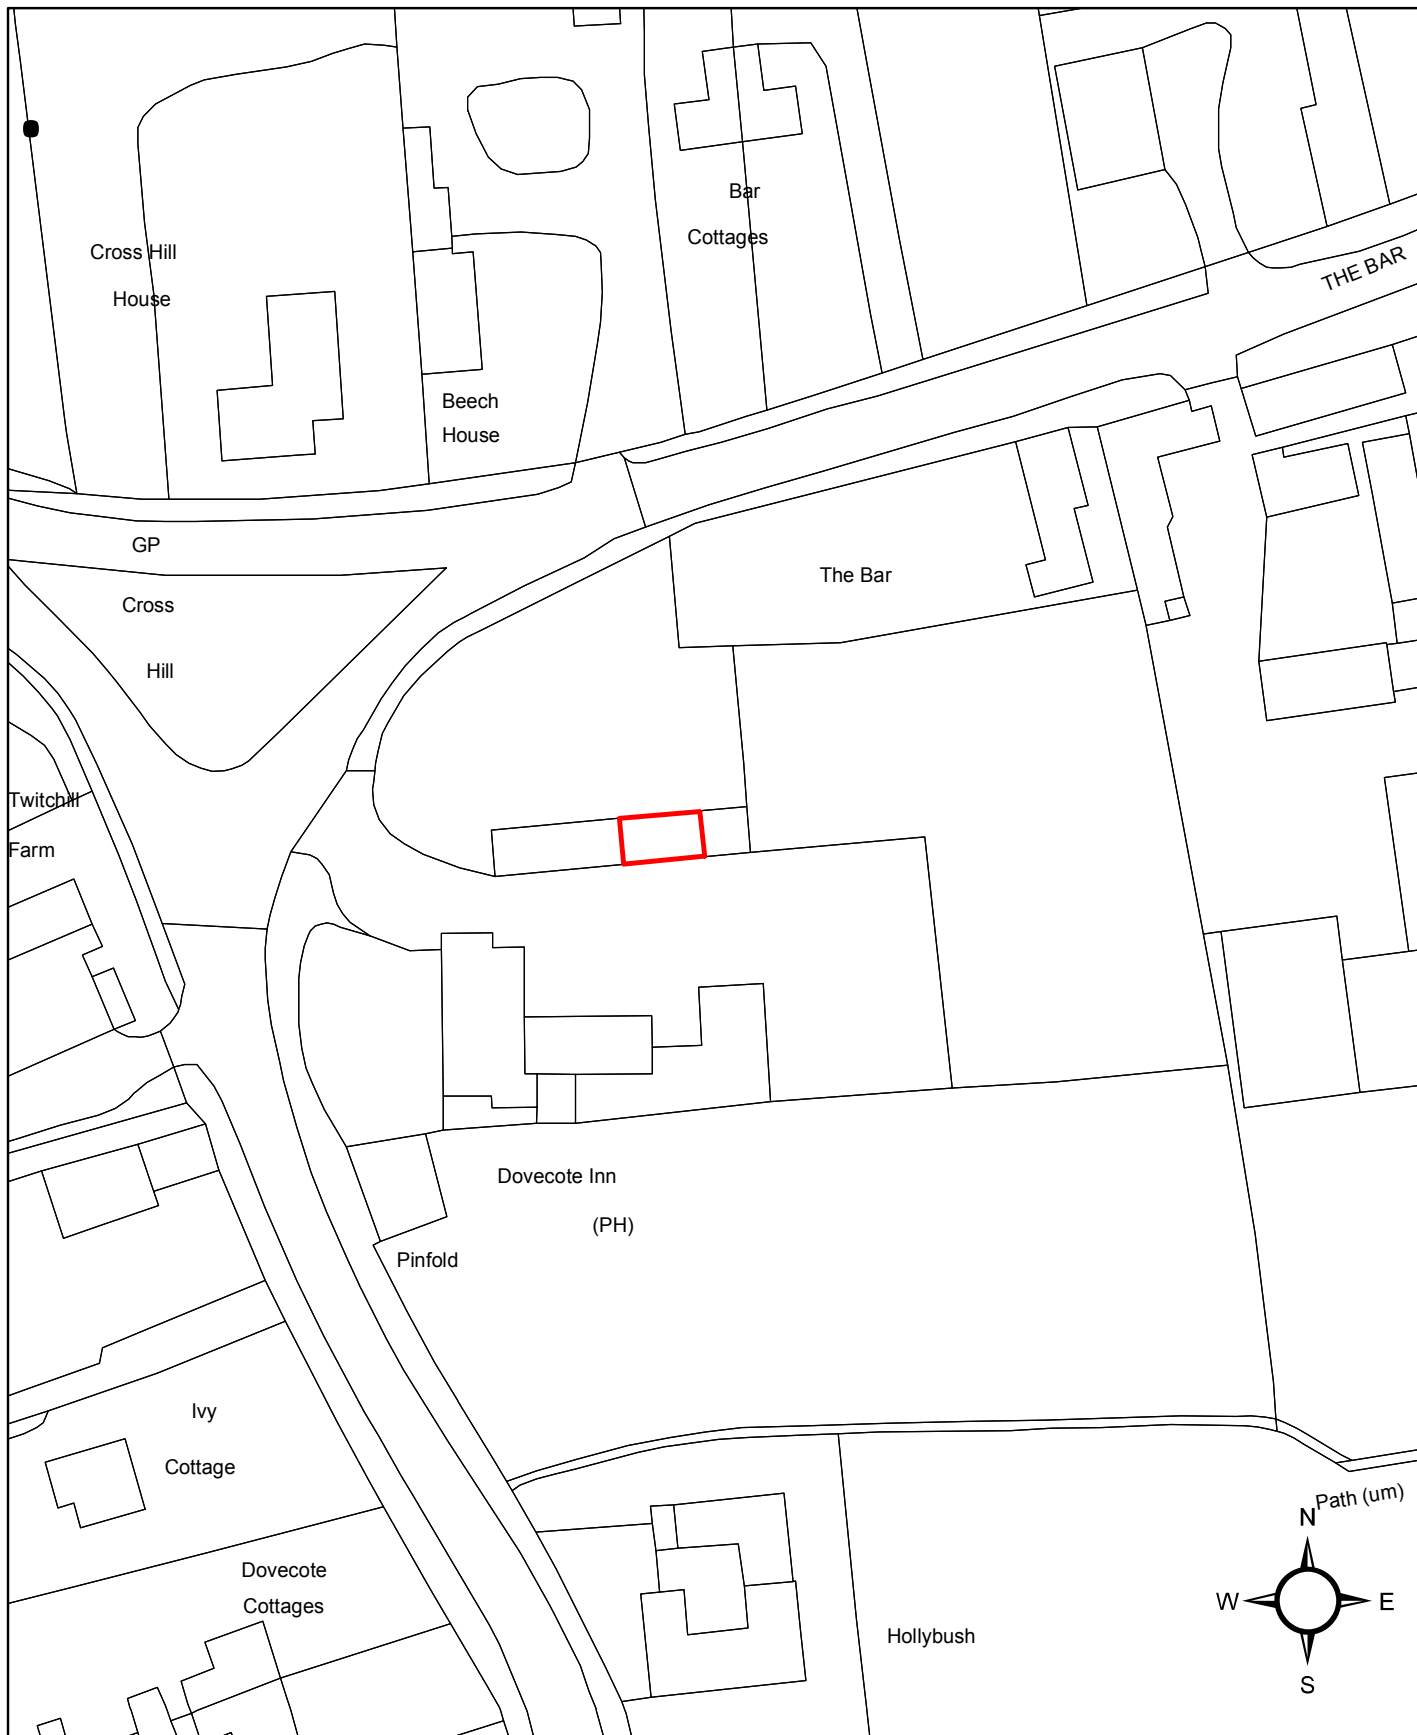 Bar
Cottages
Cross Hill
House
THE BAR
Beech
House
GP
The Bar
Cross
Hill
Twitchill
Farm
Dovecote Inn
(PH)
Pinfold
Ivy
Cottage
Path (um)
N
W
E
S
Dovecote
Cottages
Hollybush